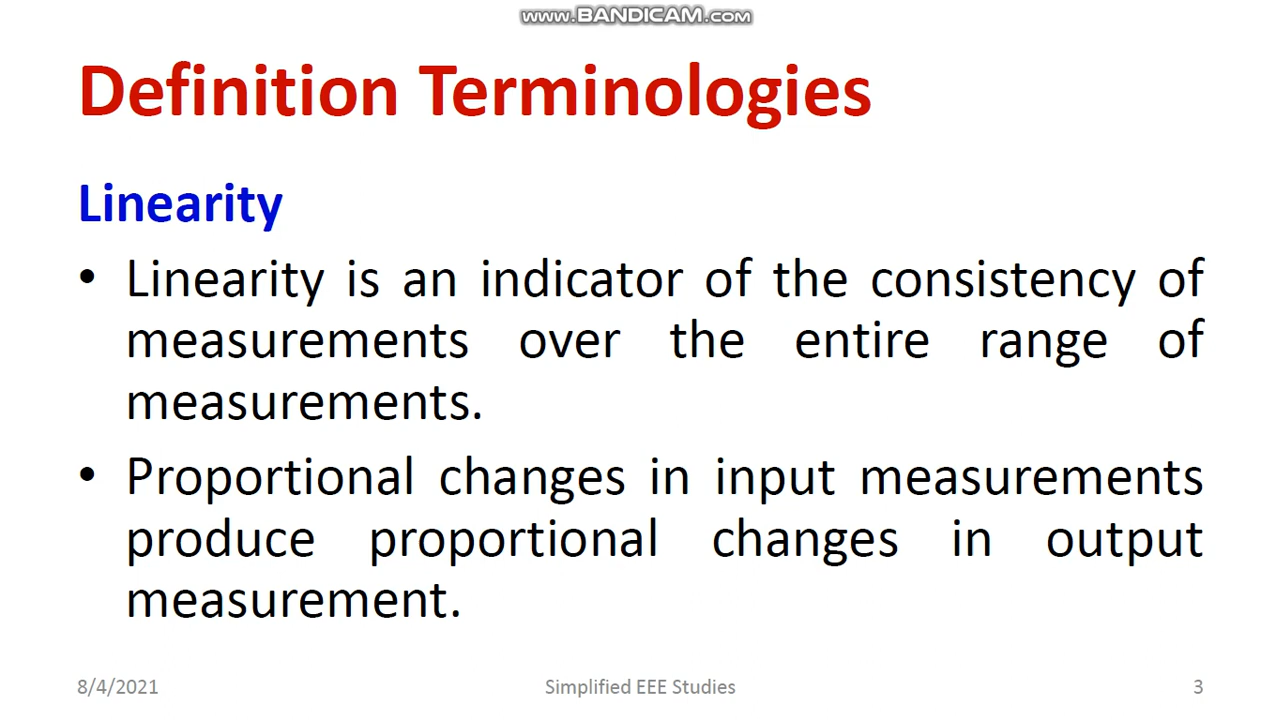 www.BANDICAM.com
Definition Terminologies
Linearity
• Linearity is an indicator of the consistency of
measurements over the entire range of
measurements.
• Proportional changes in input measurements
produce proportional changes in output
measurement.
8/4/2021 Simplified EEE Studies 3